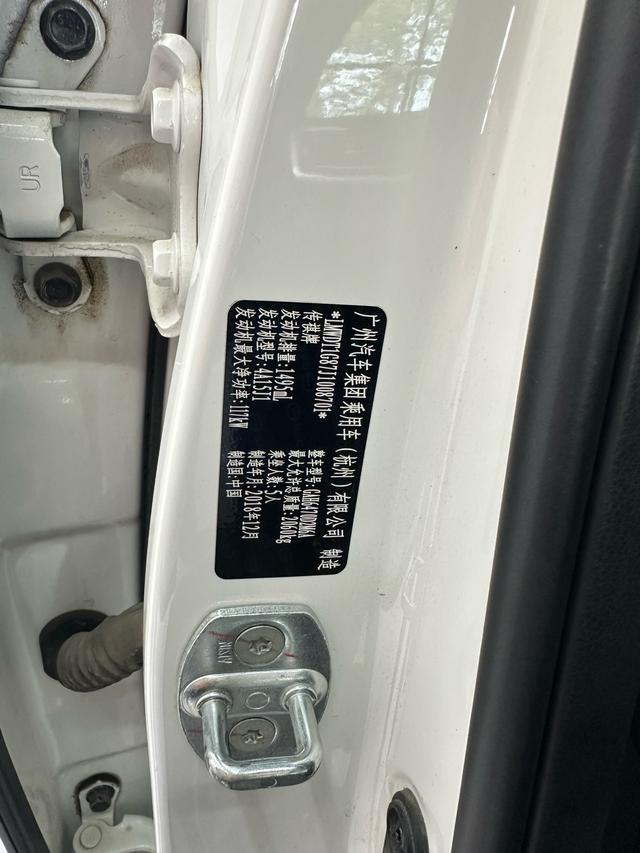 广州汽车集团乘用车（杭州）有限公司 制造
*LMWDT1G87J1008701*
传祺牌 整车型号:GAH6470DCM6A
发动机排量:1495mL 最大允许总质量:2060kg
发动机型号:4A15J1 乘坐人数:5人
发动机最大净功率:117kW 制造年月:2018年12月
制造国:中国
UR